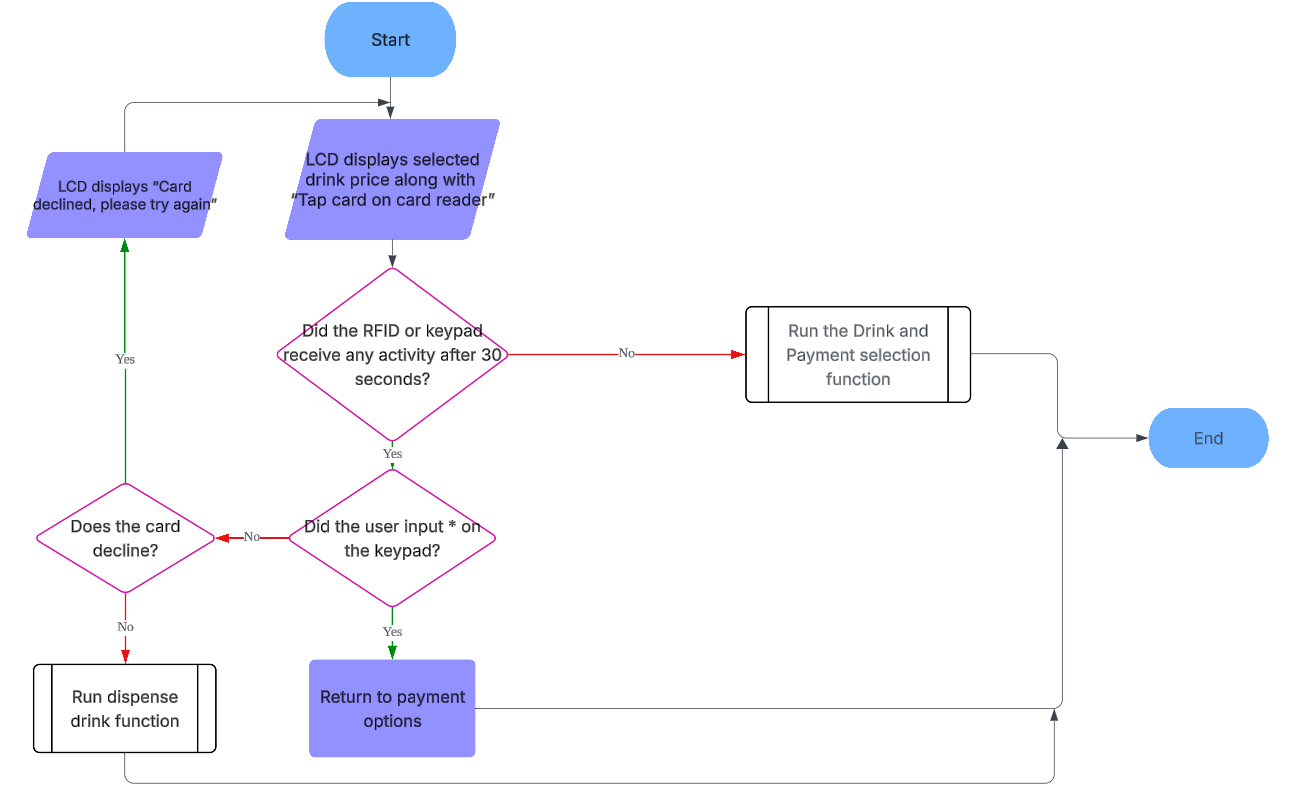 Start
LCD displays selected
drink price along with
“Tap card on card reader”
LCD displays “Card
declined, please try again”
Did the RFID or keypad
receive any activity after 30
seconds?
No
Run the Drink and
Payment selection
function
Yes
Yes
End
Did the user input * on
the keypad?
No
Does the card
decline?
No
Yes
Run dispense
drink function
Return to payment
options